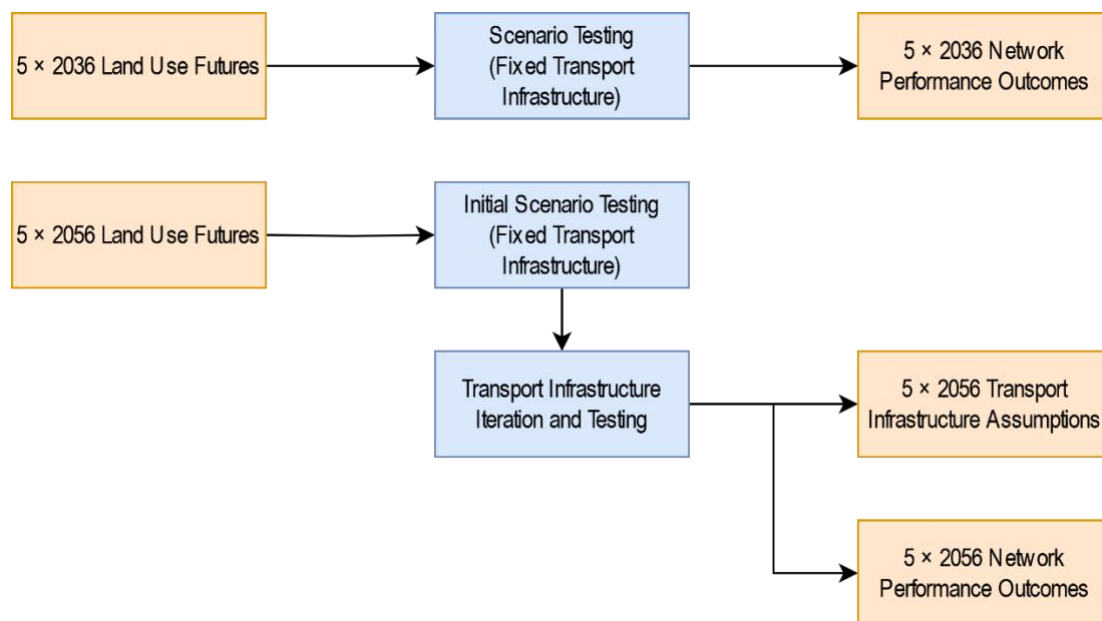 5 × 2036 Land Use Futures
Scenario Testing
(Fixed Transport
Infrastructure)
5 × 2036 Network
Performance Outcomes
5 × 2056 Land Use Futures
Initial Scenario Testing
(Fixed Transport
Infrastructure)
Transport Infrastructure
Iteration and Testing
5 × 2056 Transport
Infrastructure Assumptions
5 × 2056 Network
Performance Outcomes